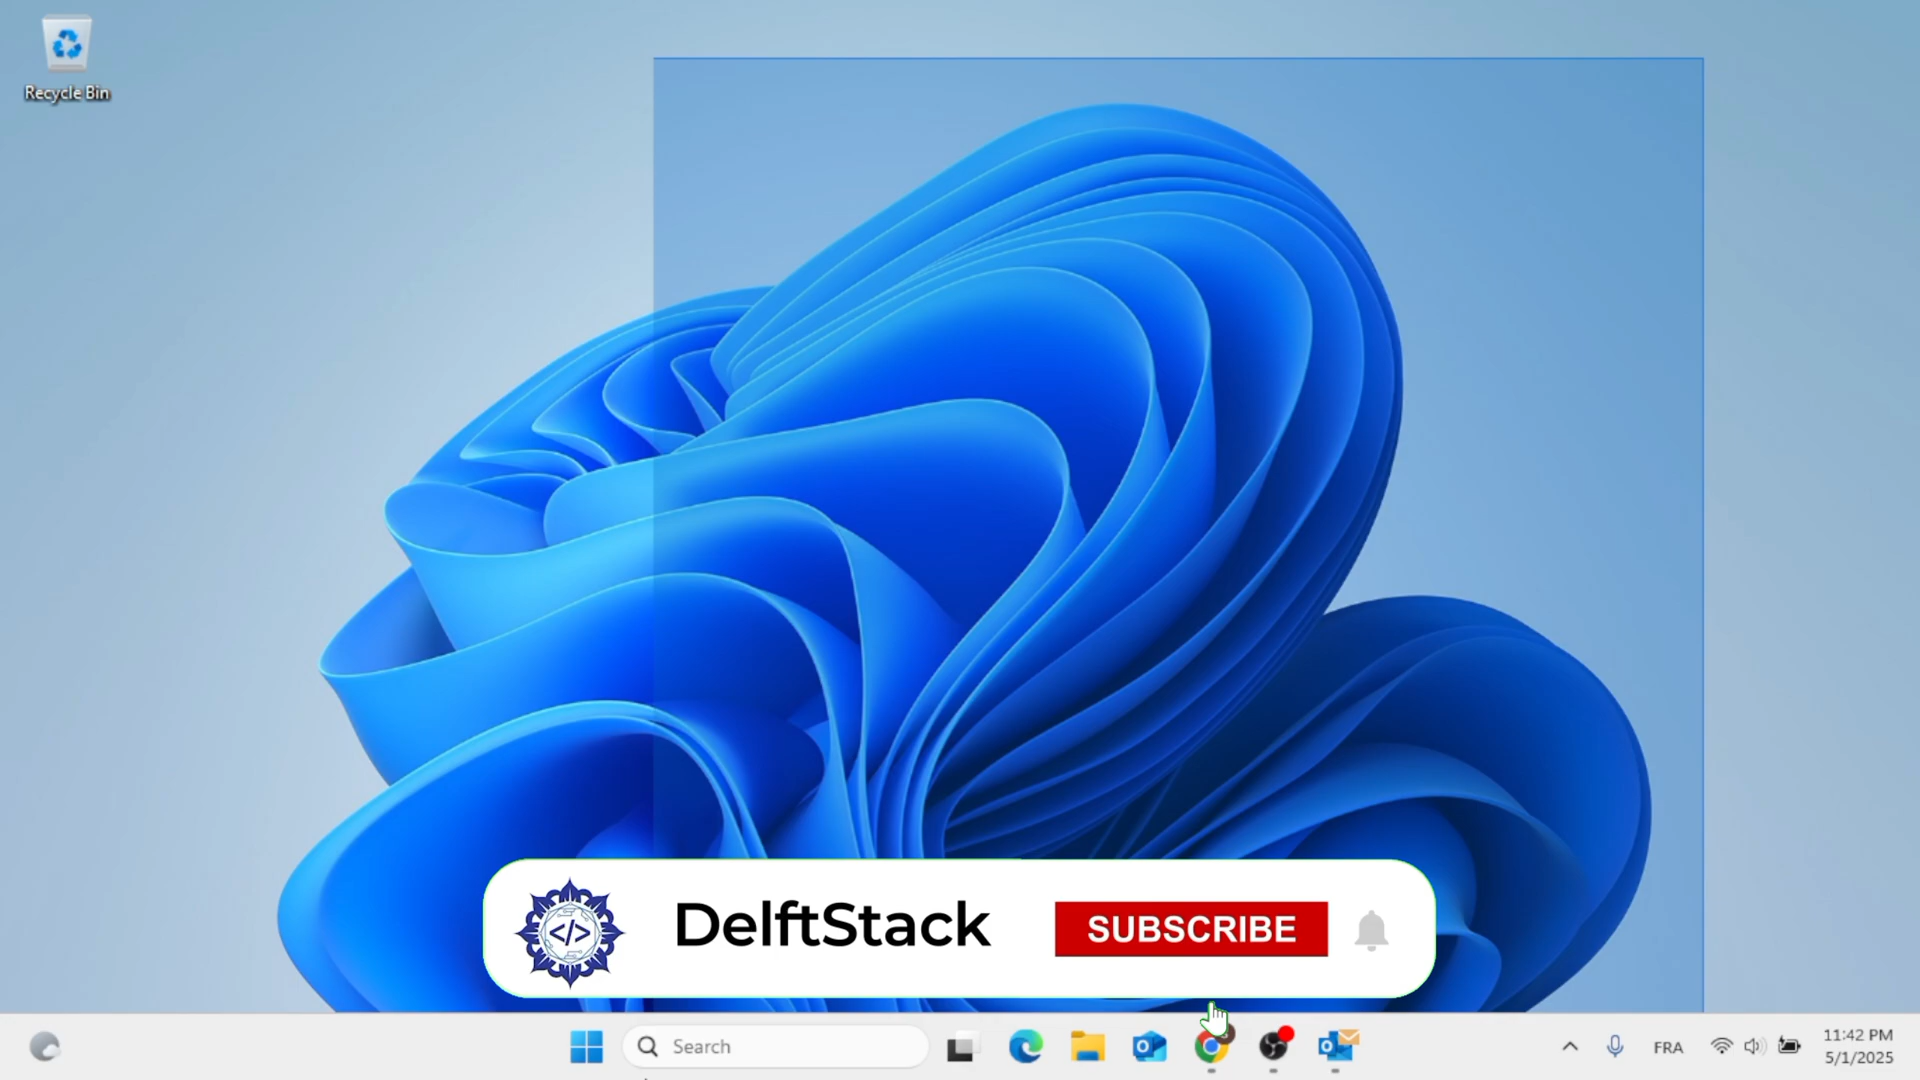 Recycle Bin
</>
DelftStack
SUBSCRIBE
Search
FRA
11:42 PM
5/1/2025